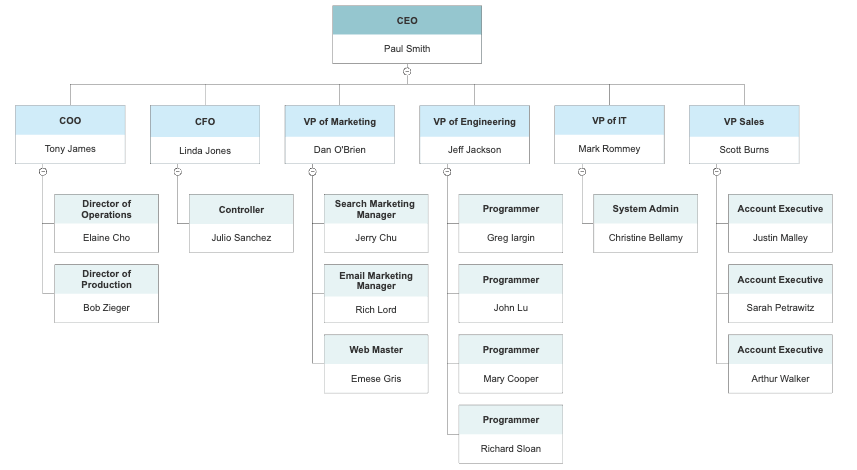 CEO
Paul Smith
COO
Tony James
CFO
Linda Jones
VP of Marketing
Dan O'Brien
VP of Engineering
Jeff Jackson
VP of IT
Mark Rommey
VP Sales
Scott Burns
Director of
Operations
Elaine Cho
Director of
Production
Bob Zieger
Controller
Julio Sanchez
Search Marketing
Manager
Jerry Chu
Email Marketing
Manager
Rich Lord
Web Master
Emese Gris
Programmer
Greg Iargin
Programmer
John Lu
Programmer
Mary Cooper
Programmer
Richard Sloan
System Admin
Christine Bellamy
Account Executive
Justin Malley
Account Executive
Sarah Petrawitz
Account Executive
Arthur Walker